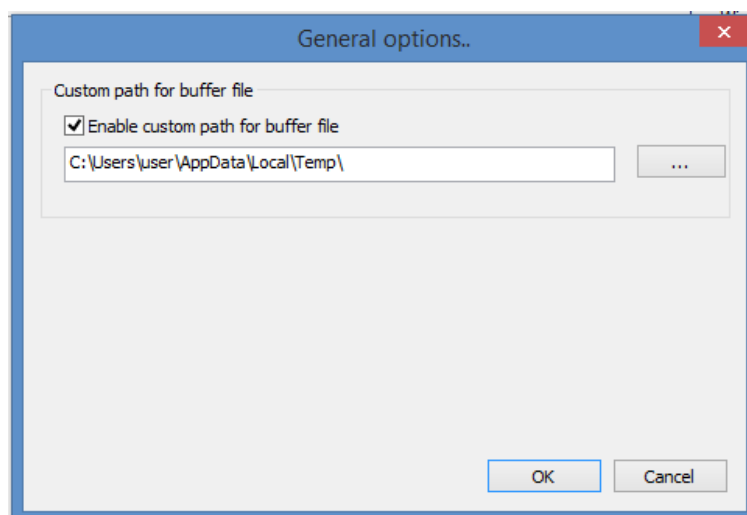 General options..
Custom path for buffer file
Enable custom path for buffer file
C:\Users\user\AppData\Local\Temp\
...
OK
Cancel